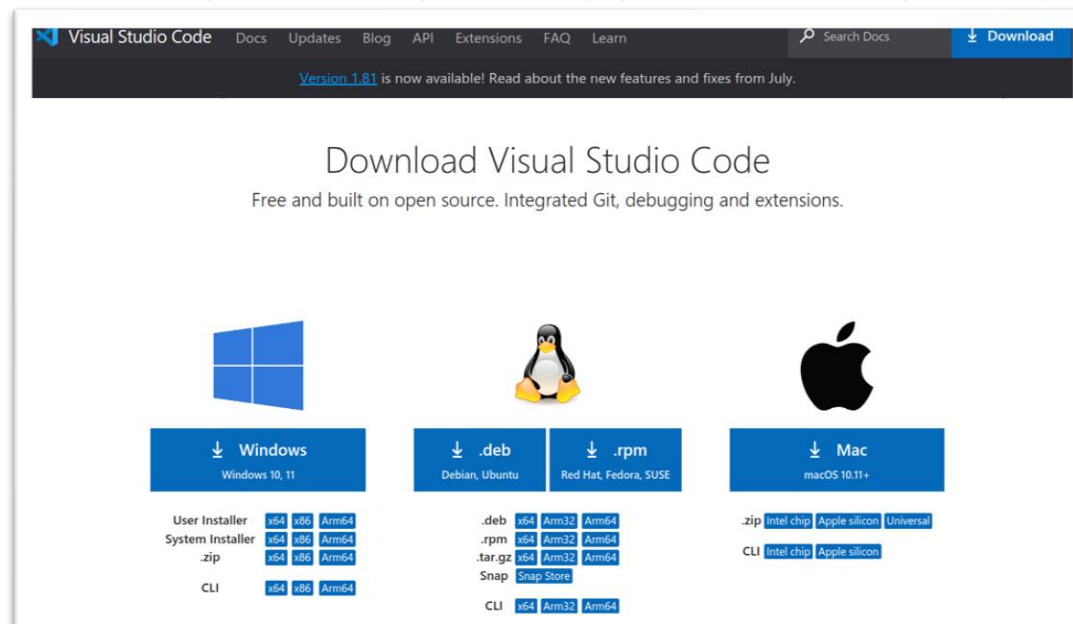 Visual Studio Code Docs Updates Blog API Extensions FAQ Learn Search Docs Download
Version 1.81 is now available! Read about the new features and fixes from July.
Download Visual Studio Code
Free and built on open source. Integrated Git, debugging and extensions.
Windows
Windows 10, 11
User Installer x64 x86 Arm64
System Installer x64 x86 Arm64
.zip x64 x86 Arm64
CLI x64 x86 Arm64
.deb
Debian, Ubuntu
.rpm
Red Hat, Fedora, SUSE
.deb x64 Arm32 Arm64
.rpm x64 Arm32 Arm64
.tar.gz x64 Arm32 Arm64
Snap Snap Store
CLI x64 Arm32 Arm64
Mac
macOS 10.11+
.zip Intel chip Apple silicon Universal
CLI Intel chip Apple silicon